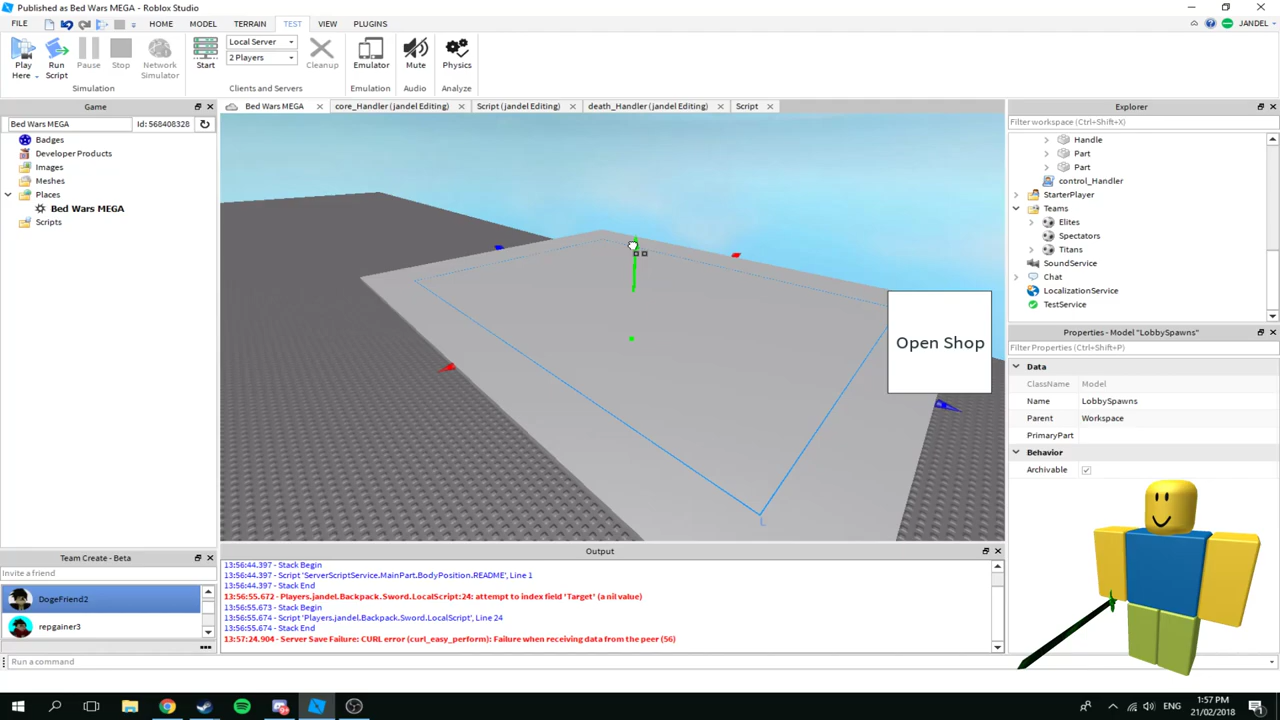 Published as Bed Wars MEGA - Roblox Studio
FILE HOME MODEL TERRAIN TEST VIEW PLUGINS JANDEL
Play Here Run Script Pause Stop Network Simulator Start Local Server 2 Players Cleanup Emulator Mute Physics
Simulation Clients and Servers Emulation Audio Analyze
Game
Bed Wars MEGA Id: 568408328
Badges
Developer Products
Images
Meshes
Places
Bed Wars MEGA
Scripts
Bed Wars MEGA core_Handler (jandel Editing) Script (jandel Editing) death_Handler (jandel Editing) Script
Open Shop
L
Explorer
Filter workspace (Ctrl+Shift+X)
Handle
Part
Part
control_Handler
StarterPlayer
Teams
Elites
Spectators
Titans
SoundService
Chat
LocalizationService
TestService
Properties - Model "LobbySpawns"
Filter Properties (Ctrl+Shift+P)
Data
ClassName Model
Name LobbySpawns
Parent Workspace
PrimaryPart
Behavior
Archivable
Team Create - Beta
Invite a friend
DogeFriend2
repgainer3
Output
13:56:44.397 - Stack Begin
13:56:44.397 - Script 'ServerScriptService.MainPart.BodyPosition.README', Line 1
13:56:44.397 - Stack End
13:56:55.672 - Players.jandel.Backpack.Sword.LocalScript:24: attempt to index field 'Target' (a nil value)
13:56:55.673 - Stack Begin
13:56:55.674 - Script 'Players.jandel.Backpack.Sword.LocalScript', Line 24
13:56:55.674 - Stack End
13:57:24.904 - Server Save Failure: CURL error (curl_easy_perform): Failure when receiving data from the peer (56)
Run a command
ENG
1:57 PM
21/02/2018